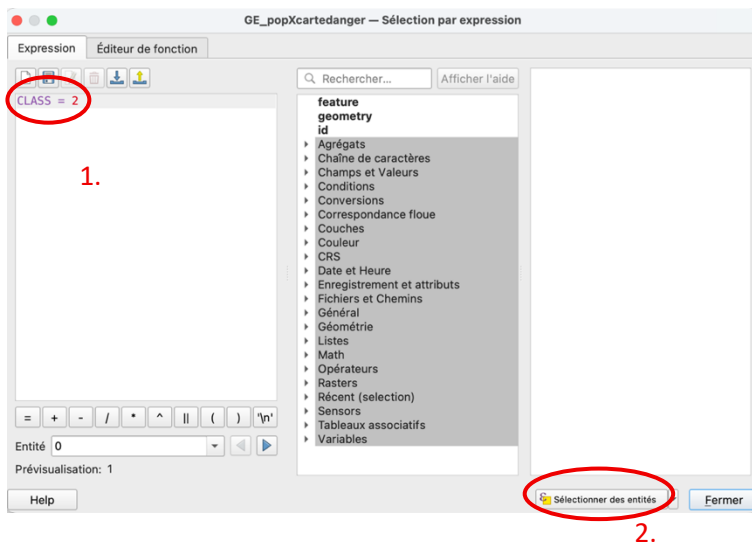 GE_popXcartedanger — Sélection par expression
Expression
Éditeur de fonction
CLASS = 2
1.
Rechercher...
Afficher l'aide
feature
geometry
id
Agrégats
Chaîne de caractères
Champs et Valeurs
Conditions
Conversions
Correspondance floue
Couches
Couleur
CRS
Date et Heure
Enregistrement et attributs
Fichiers et Chemins
Général
Géométrie
Listes
Math
Opérateurs
Rasters
Récent (selection)
Sensors
Tableaux associatifs
Variables
= + - / * ^ || ( ) '\n'
Entité 0
Prévisualisation: 1
Help
Sélectionner des entités
Fermer
2.